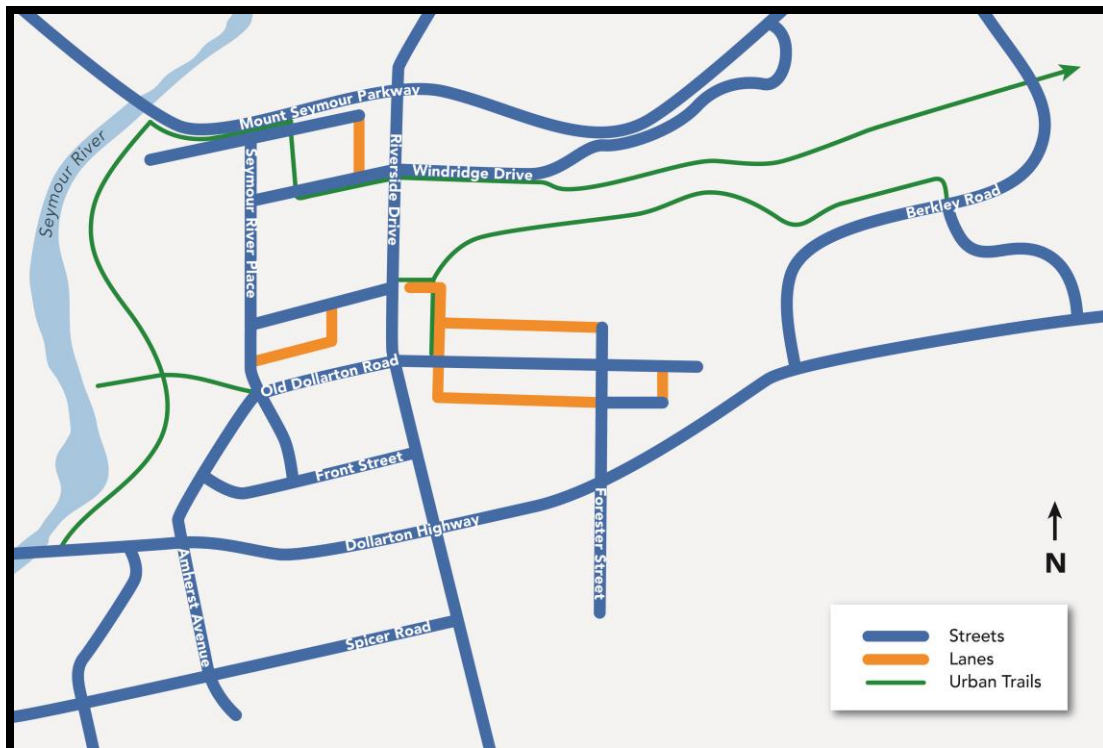 Mount Seymour Parkway
Seymour River
Windridge Drive
Riverside Drive
Seymour River Place
Berkley Road
Old Dollarton Road
Front Street
Dollarton Highway
Forester Street
Amherst Avenue
Spicer Road
N
Streets
Lanes
Urban Trails